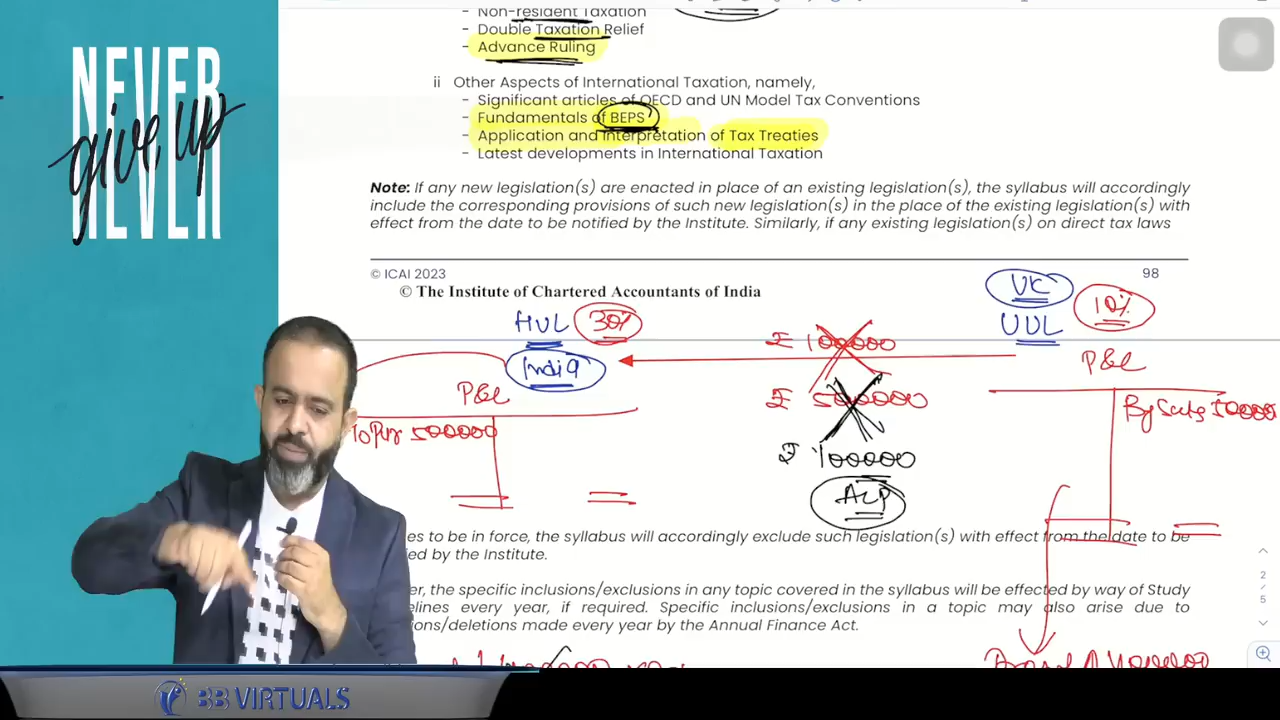 NEVER
give up
NEVER
- Non-resident Taxation
- Double Taxation Relief
- Advance Ruling
ii Other Aspects of International Taxation, namely,
- Significant articles of OECD and UN Model Tax Conventions
- Fundamentals of BEPS
- Application and Interpretation of Tax Treaties
- Latest developments in International Taxation
Note: If any new legislation(s) are enacted in place of an existing legislation(s), the syllabus will accordingly
include the corresponding provisions of such new legislation(s) in the place of the existing legislation(s) with
effect from the date to be notified by the Institute. Similarly, if any existing legislation(s) on direct tax laws
© ICAI 2023 98
© The Institute of Chartered Accountants of India
UK
HUL 30% UUL 10%
₹ 100000
India
P&L
P&L
₹ 500000
By Sale
500000
₹ 100000
ALP
es to be in force, the syllabus will accordingly exclude such legislation(s) with effect from the date to be
ied by the Institute.
er, the specific inclusions/exclusions in any topic covered in the syllabus will be effected by way of Study
elines every year, if required. Specific inclusions/exclusions in a topic may also arise due to
ons/deletions made every year by the Annual Finance Act.
2
/
5
BB VIRTUALS